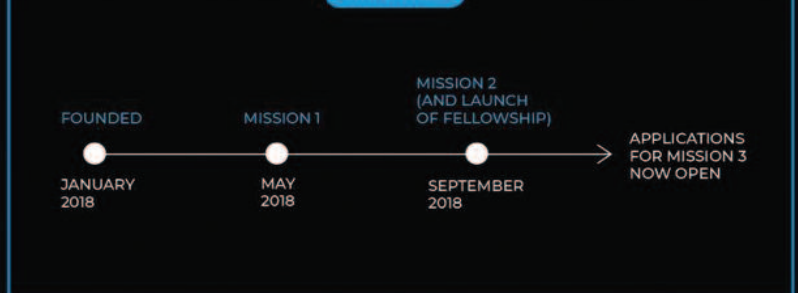 FOUNDED
JANUARY
2018
MISSION 1
MAY
2018
MISSION 2
(AND LAUNCH
OF FELLOWSHIP)
SEPTEMBER
2018
APPLICATIONS
FOR MISSION 3
NOW OPEN